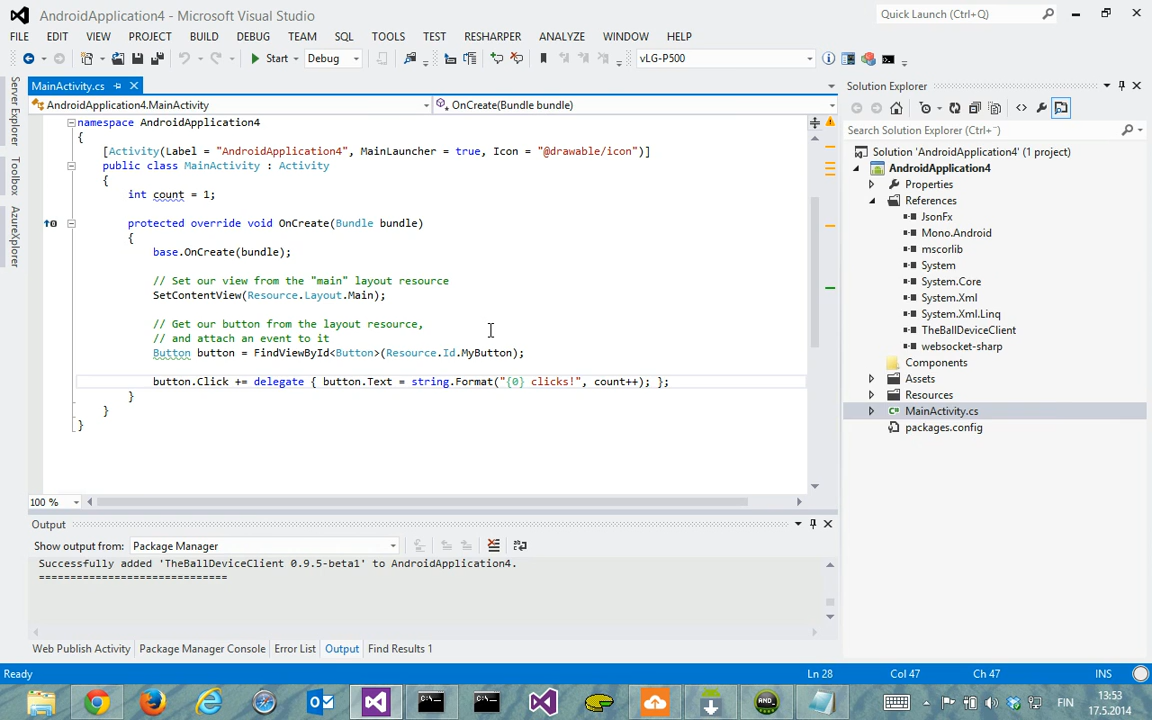 AndroidApplication4 - Microsoft Visual Studio
Quick Launch (Ctrl+Q)
FILE EDIT VIEW PROJECT BUILD DEBUG TEAM SQL TOOLS TEST RESHARPER ANALYZE WINDOW HELP
Start Debug vLG-P500
Server Explorer
Toolbox
AzureXplorer
MainActivity.cs
AndroidApplication4.MainActivity OnCreate(Bundle bundle)
namespace AndroidApplication4
{
[Activity(Label = "AndroidApplication4", MainLauncher = true, Icon = "@drawable/icon")]
public class MainActivity : Activity
{
int count = 1;
protected override void OnCreate(Bundle bundle)
{
base.OnCreate(bundle);
// Set our view from the "main" layout resource
SetContentView(Resource.Layout.Main);
// Get our button from the layout resource,
// and attach an event to it
Button button = FindViewById<Button>(Resource.Id.MyButton);
button.Click += delegate { button.Text = string.Format("{0} clicks!", count++); };
}
}
}
100 %
Output
Show output from: Package Manager
Successfully added 'TheBallDeviceClient 0.9.5-beta1' to AndroidApplication4.
==============================
Web Publish Activity Package Manager Console Error List Output Find Results 1
Solution Explorer
Search Solution Explorer (Ctrl+¨)
Solution 'AndroidApplication4' (1 project)
AndroidApplication4
Properties
References
JsonFx
Mono.Android
mscorlib
System
System.Core
System.Xml
System.Xml.Linq
TheBallDeviceClient
websocket-sharp
Components
Assets
Resources
MainActivity.cs
packages.config
Ready Ln 28 Col 47 Ch 47 INS
FIN
13:53
17.5.2014